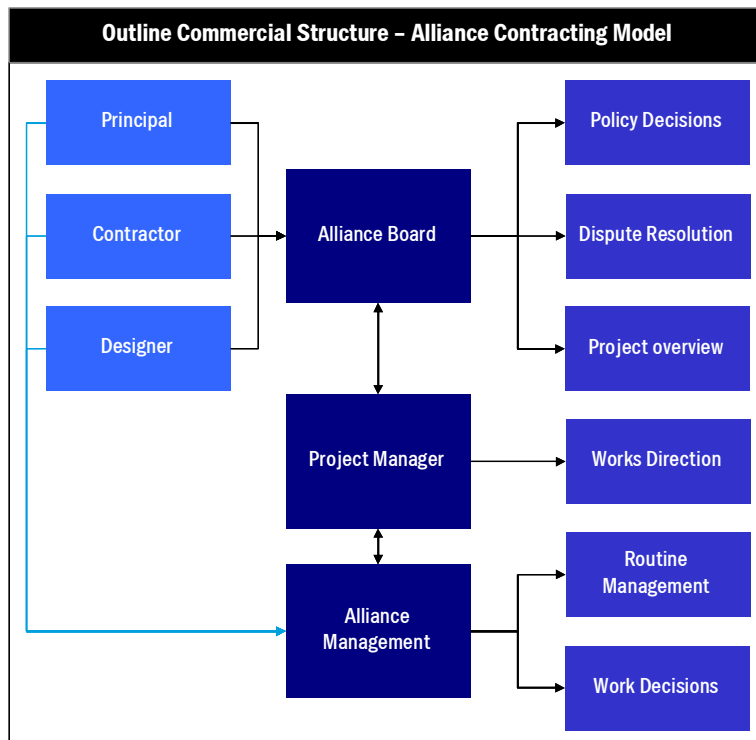 Outline Commercial Structure – Alliance Contracting Model
Principal
Contractor
Designer
Alliance Board
Project Manager
Alliance
Management
Policy Decisions
Dispute Resolution
Project overview
Works Direction
Routine
Management
Work Decisions